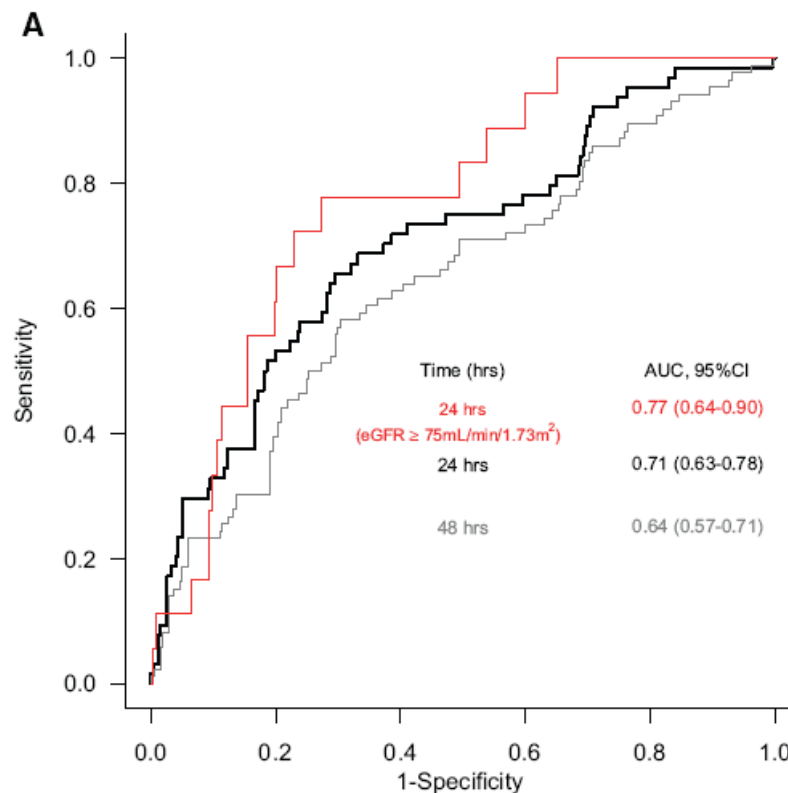 A
1.0
0.8
0.6
0.4
0.2
0.0
Sensitivity
Time (hrs) AUC, 95%CI
24 hrs 0.77 (0.64-0.90)
(eGFR ≥ 75mL/min/1.73m²)
24 hrs 0.71 (0.63-0.78)
48 hrs 0.64 (0.57-0.71)
0.0 0.2 0.4 0.6 0.8 1.0
1-Specificity